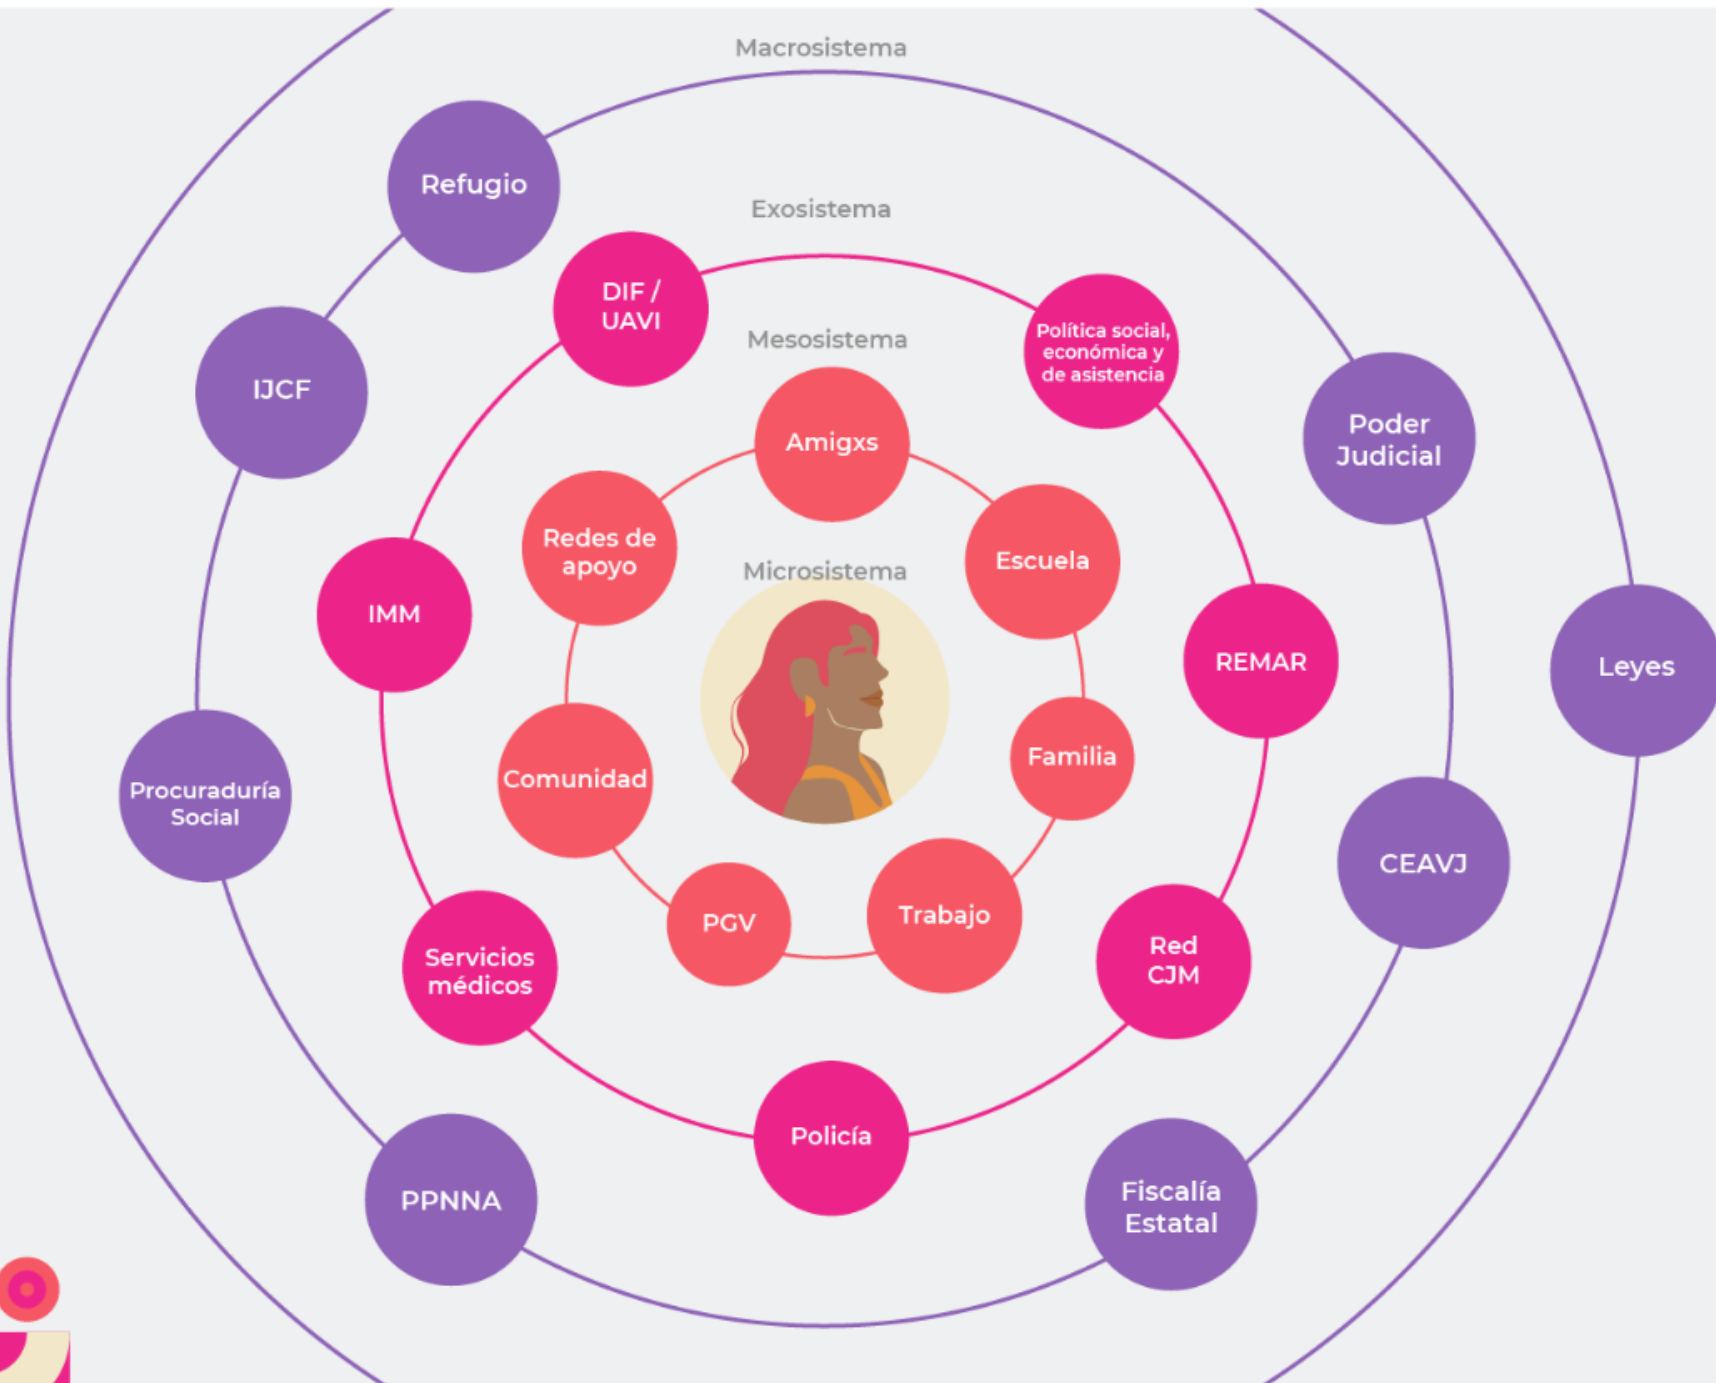 Macrosistema
Refugio
Exosistema
DIF /
UAVI
Política social,
económica y
de asistencia
Mesosistema
IJCF
Poder
Judicial
Amigxs
Redes de
apoyo
Escuela
Microsistema
IMM
REMAR
Leyes
Familia
Comunidad
Procuraduría
Social
CEAVJ
PGV
Trabajo
Servicios
médicos
Red
CJM
Policía
PPNNA
Fiscalía
Estatal